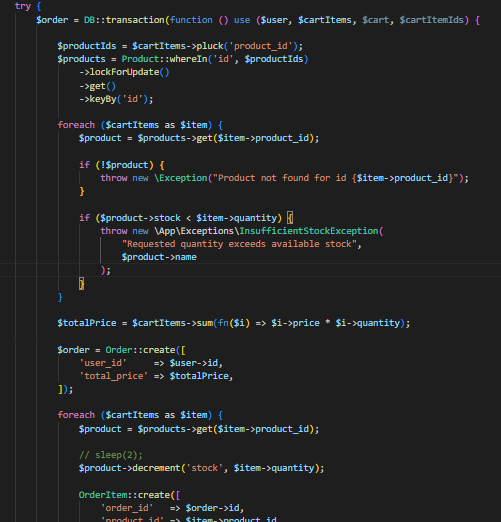 try {
$order = DB::transaction(function () use ($user, $cartItems, $cart, $cartItemIds) {
$productIds = $cartItems->pluck('product_id');
$products = Product::whereIn('id', $productIds)
->lockForUpdate()
->get()
->keyBy('id');
foreach ($cartItems as $item) {
$product = $products->get($item->product_id);
if (!$product) {
throw new \Exception("Product not found for id {$item->product_id}");
}
if ($product->stock < $item->quantity) {
throw new \App\Exceptions\InsufficientStockException(
"Requested quantity exceeds available stock",
$product->name
);
}
}
$totalPrice = $cartItems->sum(fn($i) => $i->price * $i->quantity);
$order = Order::create([
'user_id' => $user->id,
'total_price' => $totalPrice,
]);
foreach ($cartItems as $item) {
$product = $products->get($item->product_id);
// sleep(2);
$product->decrement('stock', $item->quantity);
OrderItem::create([
'order_id' => $order->id,
'product_id' => $item->product_id